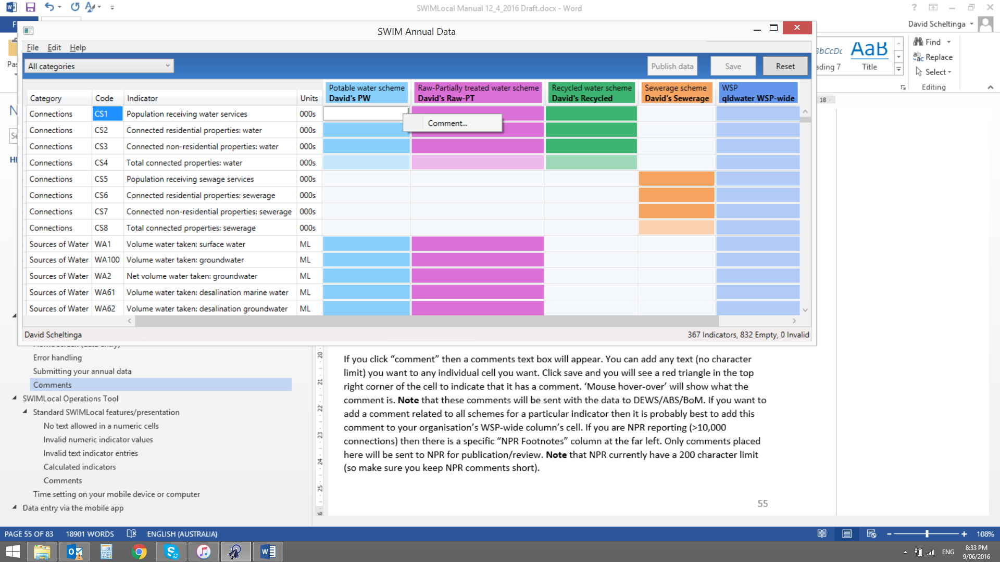 SWIMLocal Manual 12_4_2016 Draft.docx - Word
David Scheltinga
SWIM Annual Data
File Edit Help
All categories
Publish data Save Reset
Find
Replace
Select
Editing
AaB
Title
ading 7
18
Category Code Indicator Units
Potable water scheme
David's PW
Raw-Partially treated water scheme
David's Raw-PT
Recycled water scheme
David's Recycled
Sewerage scheme
David's Sewerage
WSP
qldwater WSP-wide
Connections CS1 Population receiving water services 000s
Comment...
Connections CS2 Connected residential properties: water 000s
Connections CS3 Connected non-residential properties: water 000s
Connections CS4 Total connected properties: water 000s
Connections CS5 Population receiving sewage services 000s
Connections CS6 Connected residential properties: sewerage 000s
Connections CS7 Connected non-residential properties: sewerage 000s
Connections CS8 Total connected properties: sewerage 000s
Sources of Water WA1 Volume water taken: surface water ML
Sources of Water WA100 Volume water taken: groundwater ML
Sources of Water WA2 Net volume water taken: groundwater ML
Sources of Water WA61 Volume water taken: desalination marine water ML
Sources of Water WA62 Volume water taken: desalination groundwater ML
David Scheltinga
367 Indicators, 832 Empty, 0 Invalid
Error handling
Submitting your annual data
Comments
SWIMLocal Operations Tool
Standard SWIMLocal features/presentation
No text allowed in a numeric cells
Invalid numeric indicator values
Invalid text indicator entries
Calculated indicators
Comments
Time setting on your mobile device or computer
Data entry via the mobile app
20
21
22
23
24
25
If you click “comment” then a comments text box will appear. You can add any text (no character
limit) you want to any individual cell you want. Click save and you will see a red triangle in the top
right corner of the cell to indicate that it has a comment. ‘Mouse hover-over’ will show what the
comment is. Note that these comments will be sent with the data to DEWS/ABS/BoM. If you want to
add a comment related to all schemes for a particular indicator then it is probably best to add this
comment to your organisation’s WSP-wide column’s cell. If you are NPR reporting (>10,000
connections) then there is a specific “NPR Footnotes” column at the far left. Only comments placed
here will be sent to NPR for publication/review. Note that NPR currently have a 200 character limit
(so make sure you keep NPR comments short).
55
PAGE 55 OF 83 18901 WORDS ENGLISH (AUSTRALIA) 108%
ENG
8:33 PM
9/06/2016